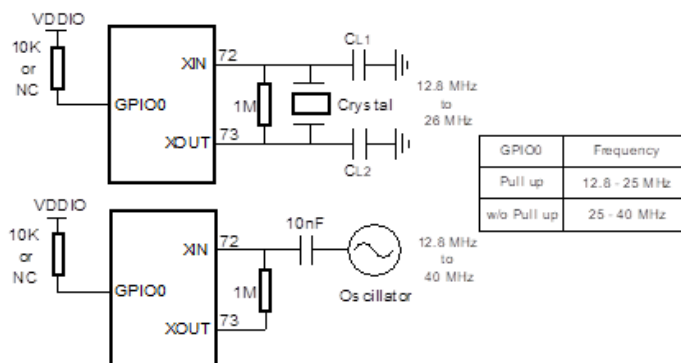 VDDIO
10K
or
NC
GPIO0
XIN
72
XOUT
73
1M
CL1
Crystal
CL2
12.8 MHz
to
26 MHz
GPIO0 Frequency
Pull up 12.8 - 25 MHz
w/o Pull up 25 - 40 MHz
VDDIO
10K
or
NC
GPIO0
XIN
72
XOUT
73
1M
10nF
Oscillator
12.8 MHz
to
40 MHz